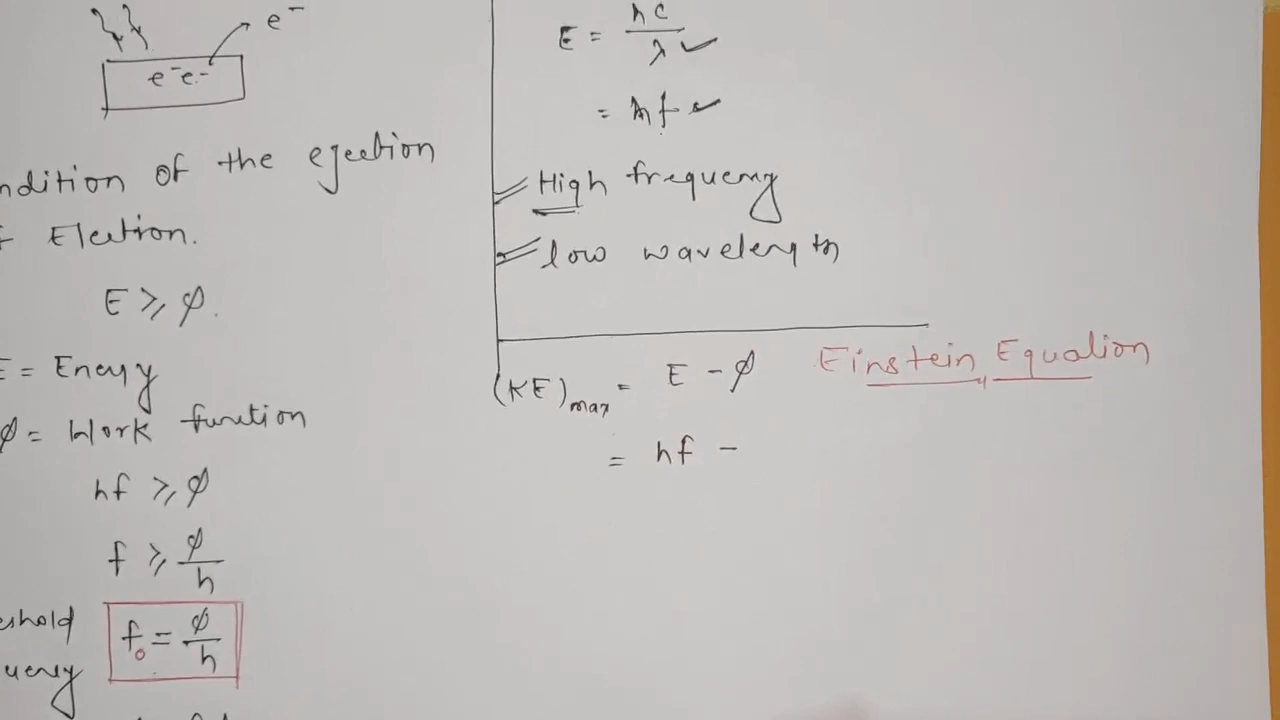 e⁻
e⁻e⁻
ndition of the ejection
Election.
E ⩾ φ.
E = Energy
φ = Work function
hf ⩾ φ
f ⩾ φ/h
eshold
f₀ = φ/h
uency
E = hc/λ
= hf
High frequency
low wavelength
(KE)max = E - φ
Einstein Equation
= hf -